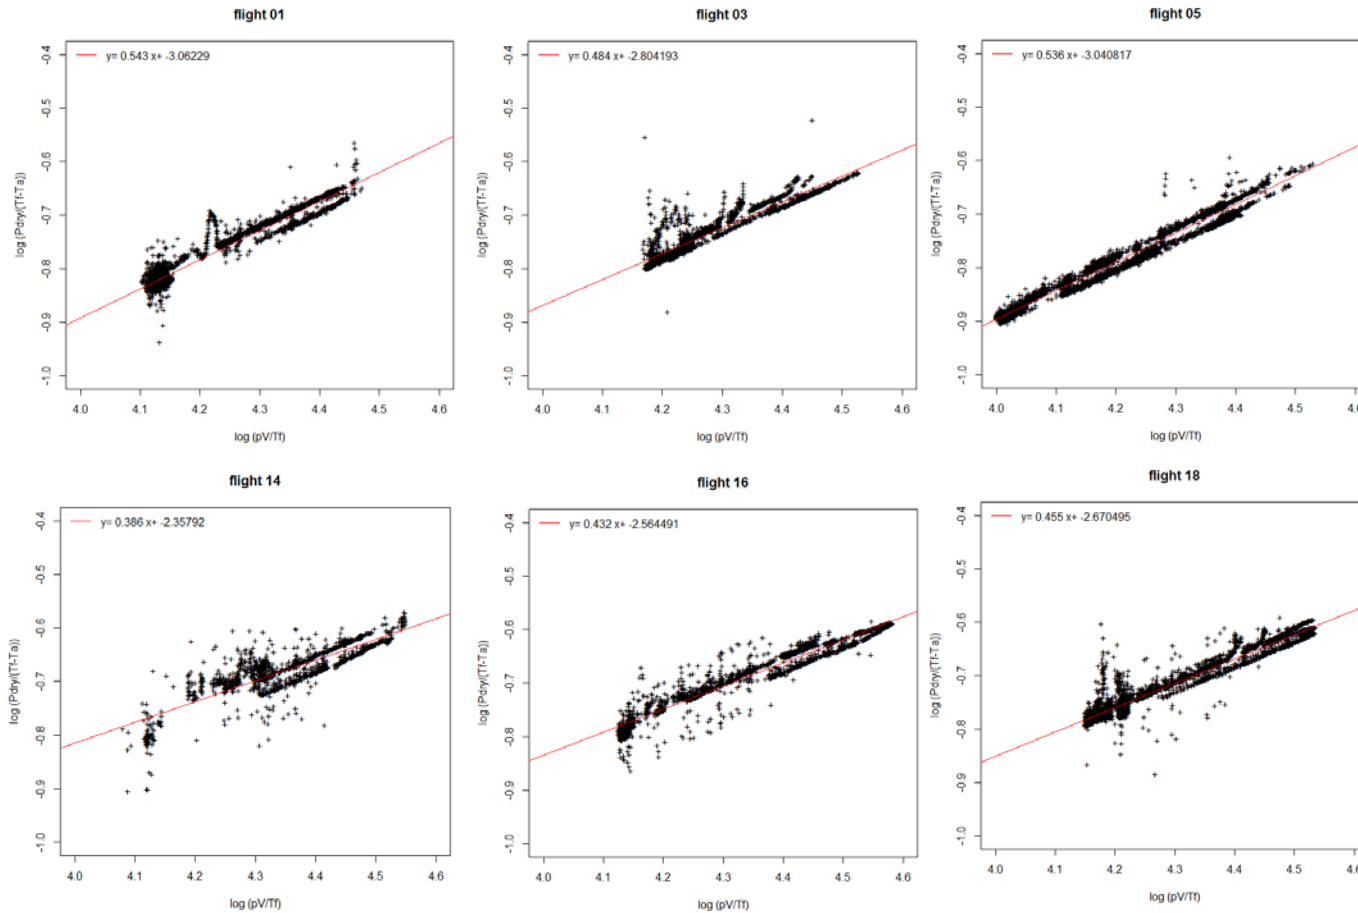 flight 01
y= 0.543 x+ -3.06229
log (Pdry/(Tf-Ta))
-0.4
-0.5
-0.6
-0.7
-0.8
-0.9
-1.0
4.0 4.1 4.2 4.3 4.4 4.5 4.6
log (pV/Tf)
flight 03
y= 0.484 x+ -2.804193
log (Pdry/(Tf-Ta))
-0.4
-0.5
-0.6
-0.7
-0.8
-0.9
-1.0
4.0 4.1 4.2 4.3 4.4 4.5 4.6
log (pV/Tf)
flight 05
y= 0.536 x+ -3.040817
log (Pdry/(Tf-Ta))
-0.4
-0.5
-0.6
-0.7
-0.8
-0.9
-1.0
4.0 4.1 4.2 4.3 4.4 4.5 4.6
log (pV/Tf)
flight 14
y= 0.386 x+ -2.35792
log (Pdry/(Tf-Ta))
-0.4
-0.5
-0.6
-0.7
-0.8
-0.9
-1.0
4.0 4.1 4.2 4.3 4.4 4.5 4.6
log (pV/Tf)
flight 16
y= 0.432 x+ -2.564491
log (Pdry/(Tf-Ta))
-0.4
-0.5
-0.6
-0.7
-0.8
-0.9
-1.0
4.0 4.1 4.2 4.3 4.4 4.5 4.6
log (pV/Tf)
flight 18
y= 0.455 x+ -2.670495
log (Pdry/(Tf-Ta))
-0.4
-0.5
-0.6
-0.7
-0.8
-0.9
-1.0
4.0 4.1 4.2 4.3 4.4 4.5 4.6
log (pV/Tf)